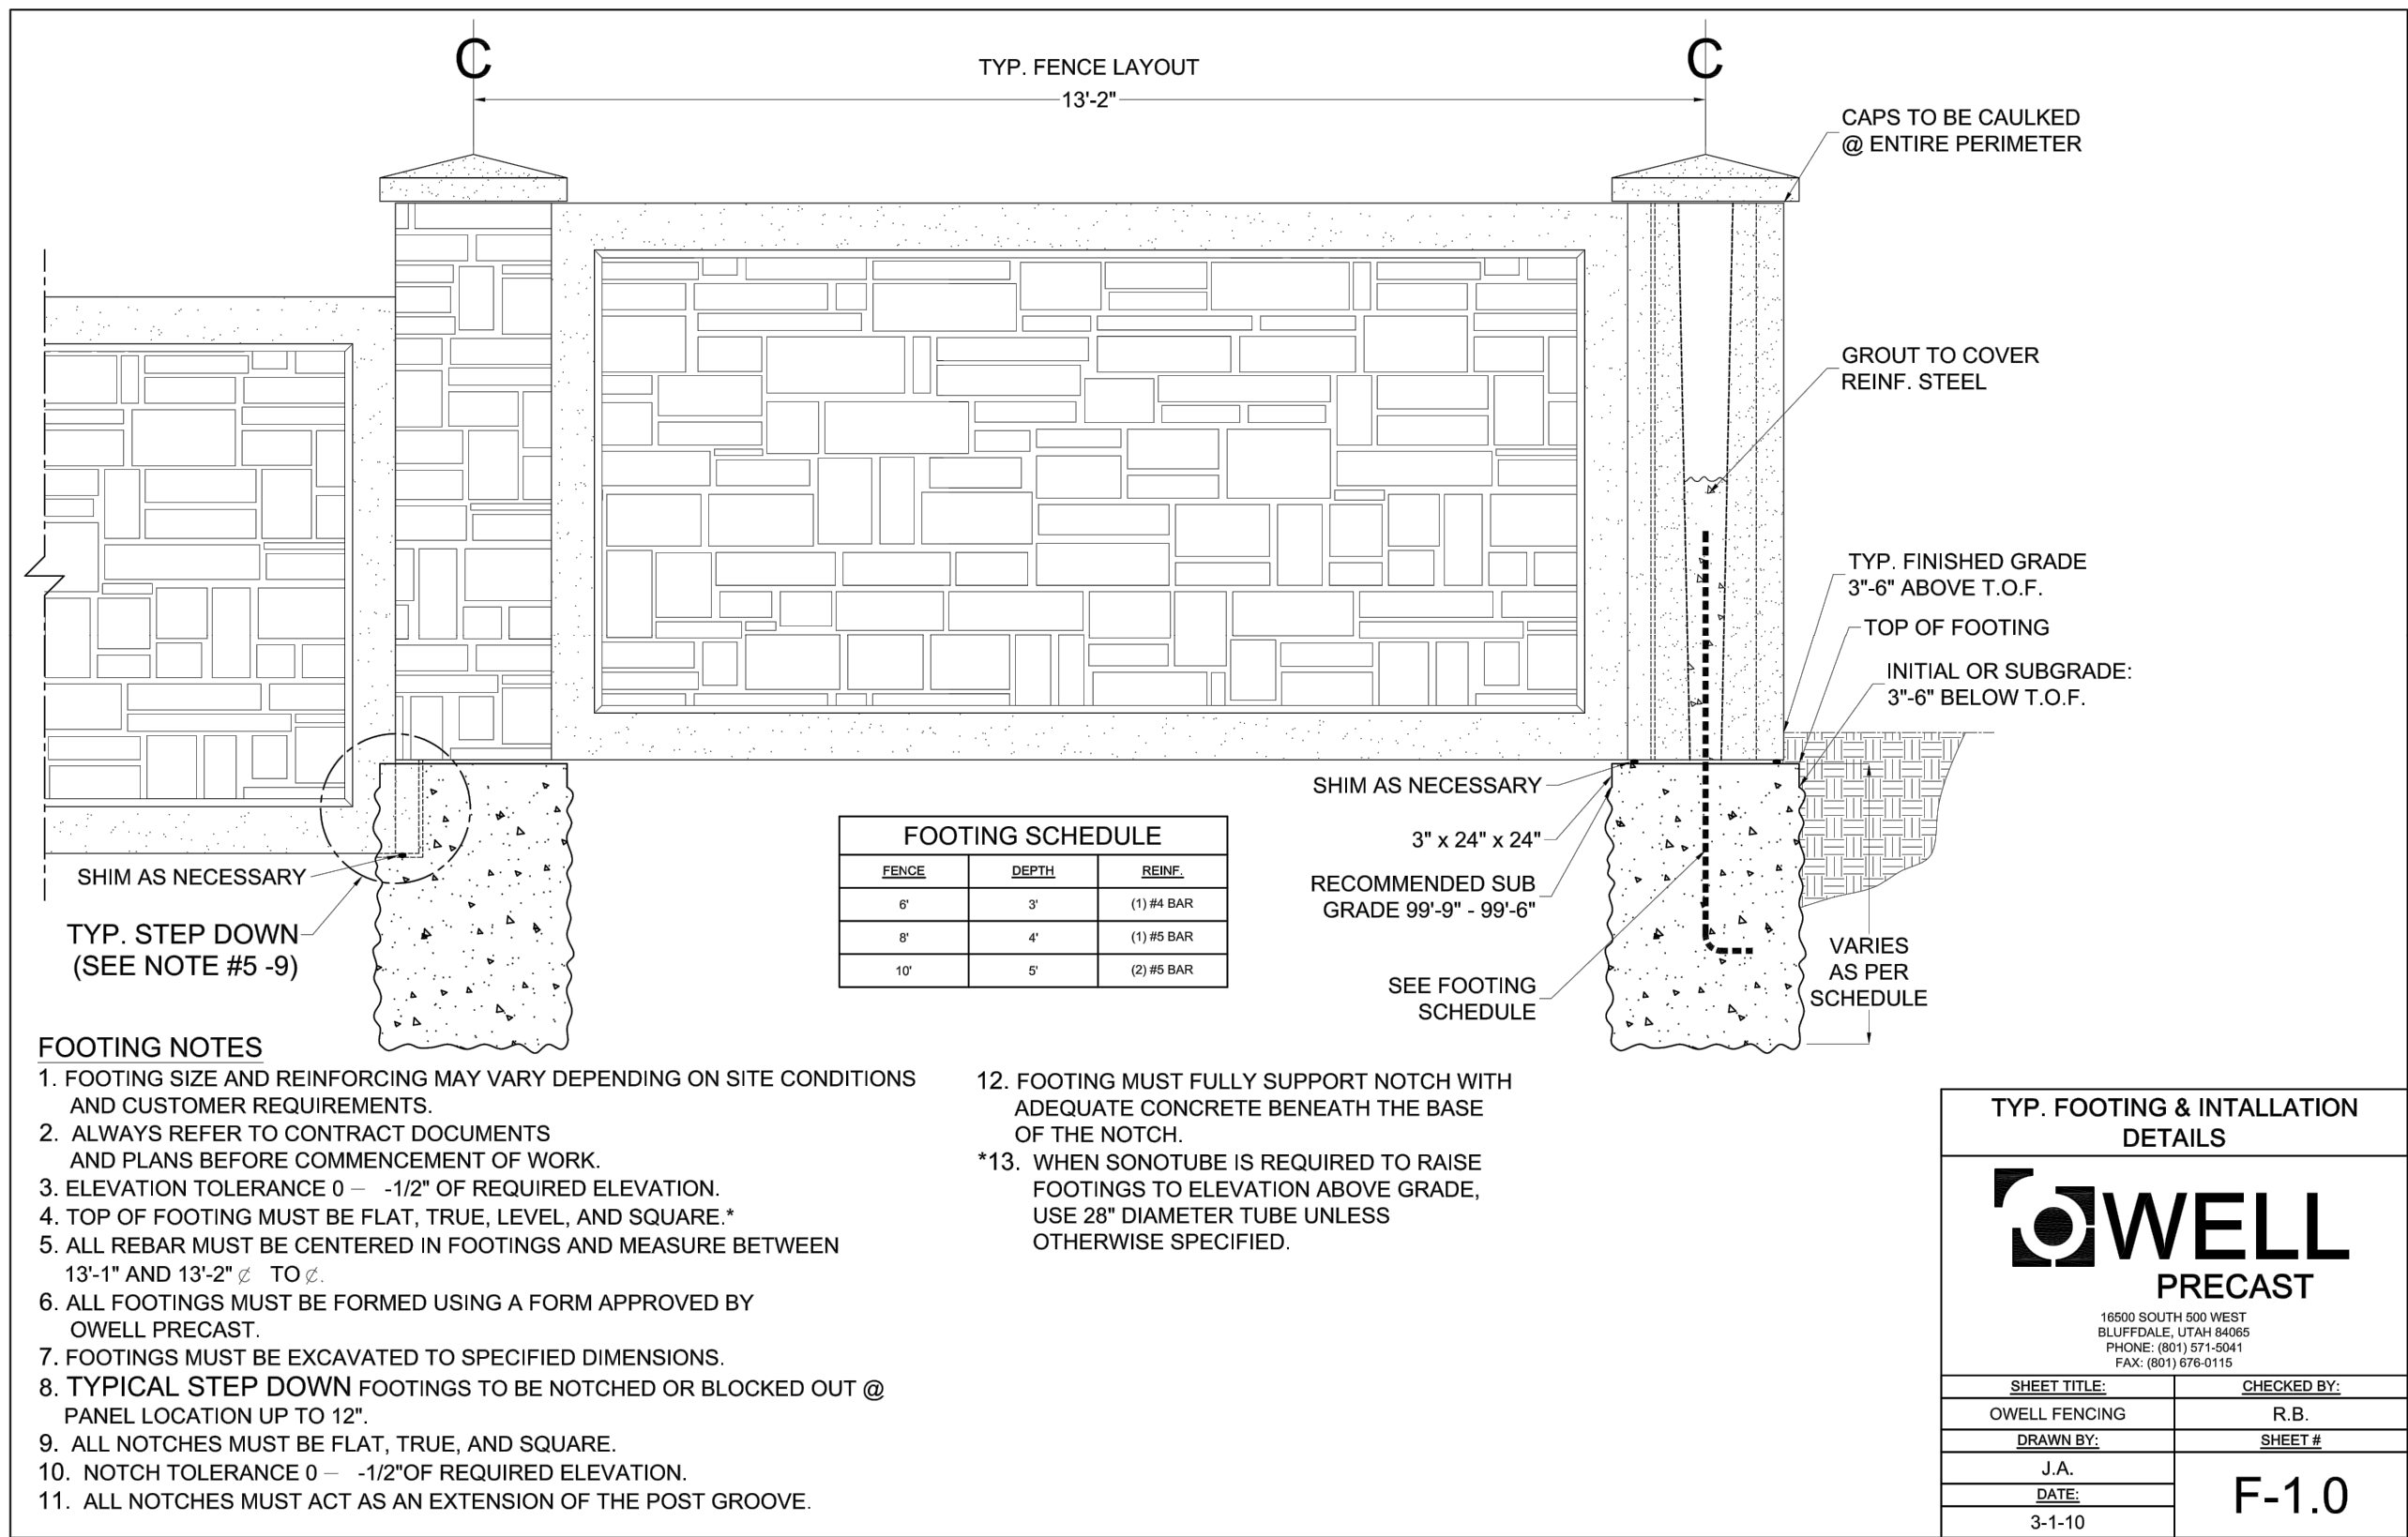 C
C
TYP. FENCE LAYOUT
13'-2"
CAPS TO BE CAULKED
@ ENTIRE PERIMETER
GROUT TO COVER
REINF. STEEL
TYP. FINISHED GRADE
3"-6" ABOVE T.O.F.
TOP OF FOOTING
INITIAL OR SUBGRADE:
3"-6" BELOW T.O.F.
SHIM AS NECESSARY
3" x 24" x 24"
RECOMMENDED SUB
GRADE 99'-9" - 99'-6"
SEE FOOTING
SCHEDULE
VARIES
AS PER
SCHEDULE
SHIM AS NECESSARY
TYP. STEP DOWN
(SEE NOTE #5 -9)
FOOTING SCHEDULE
FENCE DEPTH REINF.
6' 3' (1) #4 BAR
8' 4' (1) #5 BAR
10' 5' (2) #5 BAR
FOOTING NOTES
1. FOOTING SIZE AND REINFORCING MAY VARY DEPENDING ON SITE CONDITIONS
AND CUSTOMER REQUIREMENTS.
2. ALWAYS REFER TO CONTRACT DOCUMENTS
AND PLANS BEFORE COMMENCEMENT OF WORK.
3. ELEVATION TOLERANCE 0 – -1/2" OF REQUIRED ELEVATION.
4. TOP OF FOOTING MUST BE FLAT, TRUE, LEVEL, AND SQUARE.*
5. ALL REBAR MUST BE CENTERED IN FOOTINGS AND MEASURE BETWEEN
13'-1" AND 13'-2" ¢ TO ¢.
6. ALL FOOTINGS MUST BE FORMED USING A FORM APPROVED BY
OWELL PRECAST.
7. FOOTINGS MUST BE EXCAVATED TO SPECIFIED DIMENSIONS.
8. TYPICAL STEP DOWN FOOTINGS TO BE NOTCHED OR BLOCKED OUT @
PANEL LOCATION UP TO 12".
9. ALL NOTCHES MUST BE FLAT, TRUE, AND SQUARE.
10. NOTCH TOLERANCE 0 – -1/2"OF REQUIRED ELEVATION.
11. ALL NOTCHES MUST ACT AS AN EXTENSION OF THE POST GROOVE.
12. FOOTING MUST FULLY SUPPORT NOTCH WITH
ADEQUATE CONCRETE BENEATH THE BASE
OF THE NOTCH.
*13. WHEN SONOTUBE IS REQUIRED TO RAISE
FOOTINGS TO ELEVATION ABOVE GRADE,
USE 28" DIAMETER TUBE UNLESS
OTHERWISE SPECIFIED.
TYP. FOOTING & INTALLATION
DETAILS
OWELL
PRECAST
16500 SOUTH 500 WEST
BLUFFDALE, UTAH 84065
PHONE: (801) 571-5041
FAX: (801) 676-0115
SHEET TITLE: CHECKED BY:
OWELL FENCING R.B.
DRAWN BY: SHEET #
J.A.
DATE:
F-1.0
3-1-10